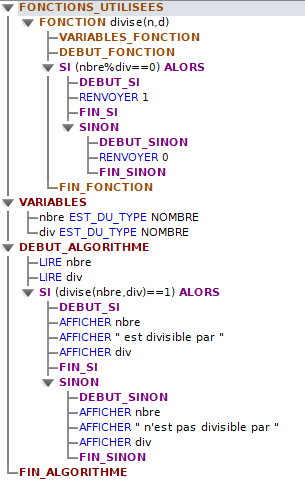 FONCTIONS_UTILISEES
FONCTION divise(n,d)
VARIABLES_FONCTION
DEBUT_FONCTION
SI (nbre%div==0) ALORS
DEBUT_SI
RENVOYER 1
FIN_SI
SINON
DEBUT_SINON
RENVOYER 0
FIN_SINON
FIN_FONCTION
VARIABLES
nbre EST_DU_TYPE NOMBRE
div EST_DU_TYPE NOMBRE
DEBUT_ALGORITHME
LIRE nbre
LIRE div
SI (divise(nbre,div)==1) ALORS
DEBUT_SI
AFFICHER nbre
AFFICHER " est divisible par "
AFFICHER div
FIN_SI
SINON
DEBUT_SINON
AFFICHER nbre
AFFICHER " n'est pas divisible par "
AFFICHER div
FIN_SINON
FIN_ALGORITHME